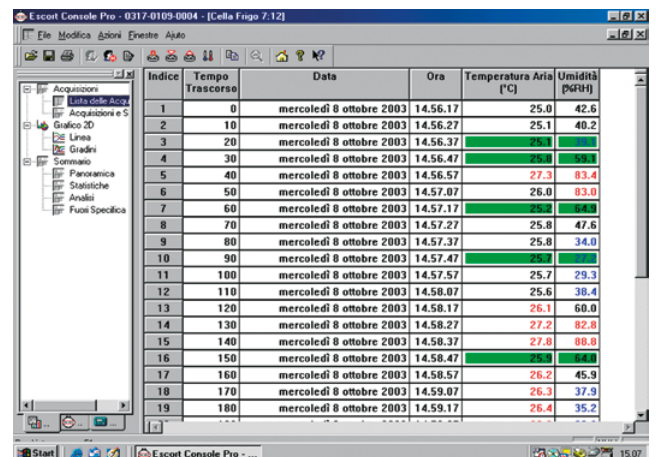 Escort Console Pro - 0317-0109-0004 - [Cella Frigo 7:12]
File Modifica Azioni Finestre Ajuto
Acquisizioni
Lista delle Acqu
Acquisizioni e S
Grafico 2D
Linea
Gradini
Sommario
Panoramica
Statistiche
Analisi
Fuori Specifica
Indice Tempo Trascorso Data Ora Temperatura Aria (°C) Umidità (%RH)
1 0 mercoledì 8 ottobre 2003 14.56.17 25.0 42.6
2 10 mercoledì 8 ottobre 2003 14.56.27 25.1 40.2
3 20 mercoledì 8 ottobre 2003 14.56.37 25.1 39.1
4 30 mercoledì 8 ottobre 2003 14.56.47 25.8 59.1
5 40 mercoledì 8 ottobre 2003 14.56.57 27.3 83.4
6 50 mercoledì 8 ottobre 2003 14.57.07 26.0 83.0
7 60 mercoledì 8 ottobre 2003 14.57.17 25.2 64.9
8 70 mercoledì 8 ottobre 2003 14.57.27 25.8 47.6
9 80 mercoledì 8 ottobre 2003 14.57.37 25.8 34.0
10 90 mercoledì 8 ottobre 2003 14.57.47 25.7 27.2
11 100 mercoledì 8 ottobre 2003 14.57.57 25.7 29.3
12 110 mercoledì 8 ottobre 2003 14.58.07 25.6 38.4
13 120 mercoledì 8 ottobre 2003 14.58.17 26.1 60.0
14 130 mercoledì 8 ottobre 2003 14.58.27 27.2 82.8
15 140 mercoledì 8 ottobre 2003 14.58.37 27.8 88.8
16 150 mercoledì 8 ottobre 2003 14.58.47 25.9 64.0
17 160 mercoledì 8 ottobre 2003 14.58.57 26.2 45.9
18 170 mercoledì 8 ottobre 2003 14.59.07 26.3 37.9
19 180 mercoledì 8 ottobre 2003 14.59.17 26.4 35.2
Start Escort Console Pro - ... 15.07